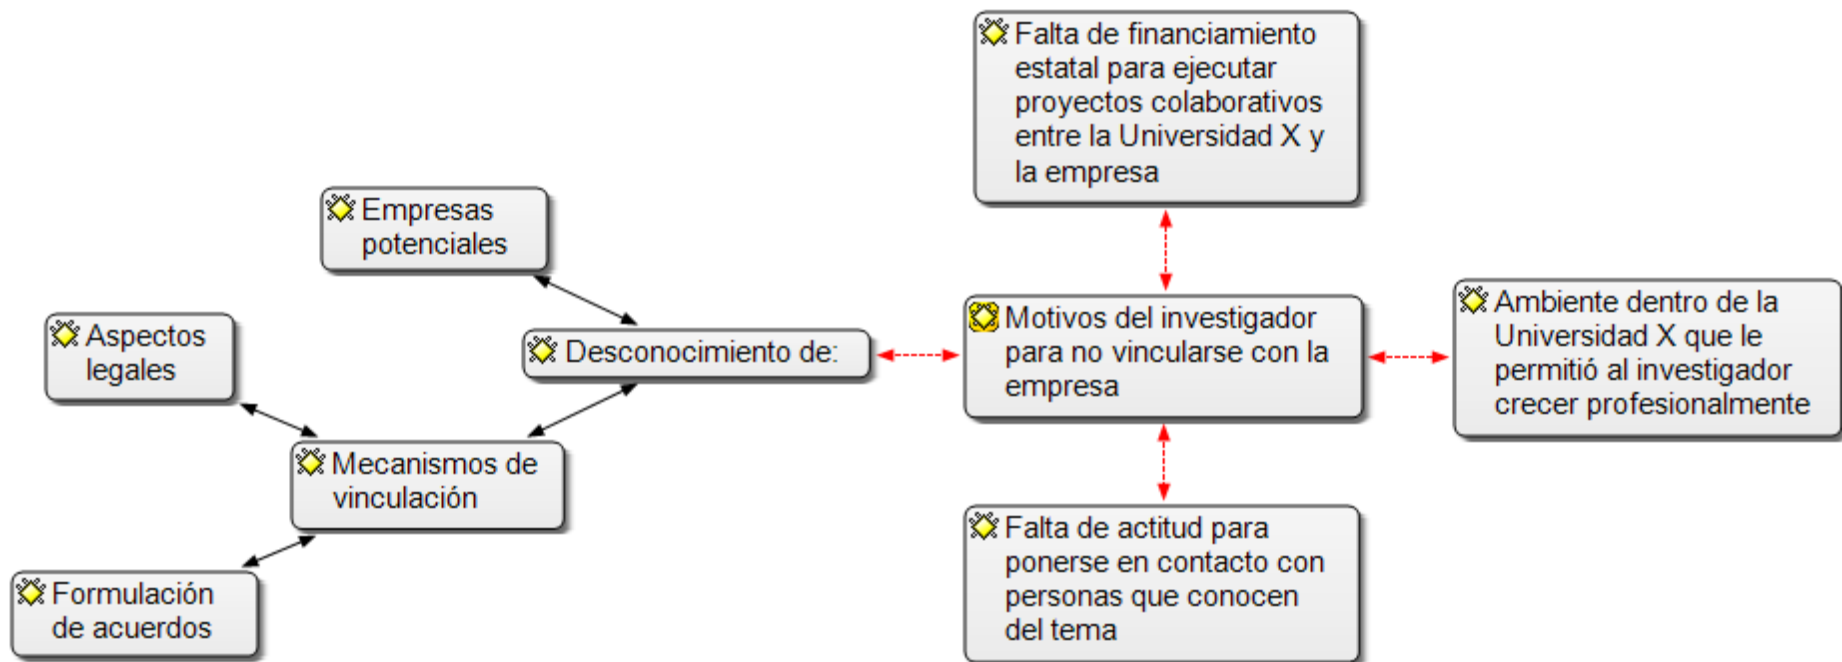 Falta de financiamiento
estatal para ejecutar
proyectos colaborativos
entre la Universidad X y
la empresa
Empresas
potenciales
Aspectos
legales
Desconocimiento de:
Motivos del investigador
para no vincularse con la
empresa
Ambiente dentro de la
Universidad X que le
permitió al investigador
crecer profesionalmente
Mecanismos de
vinculación
Formulación
de acuerdos
Falta de actitud para
ponerse en contacto con
personas que conocen
del tema